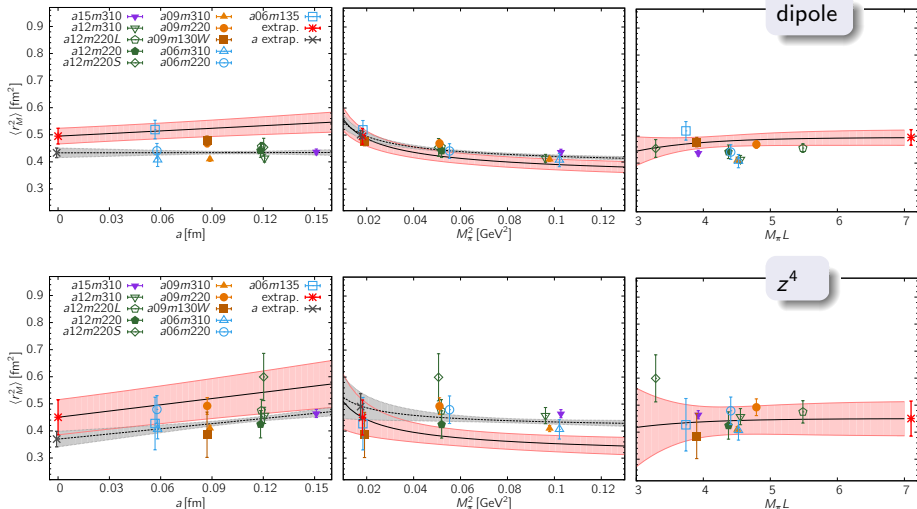 dipole
a15m310 a09m310 a06m135
a12m310 a09m220 extrap.
a12m220L a09m130W a extrap.
a12m220 a06m310
a12m220S a06m220
⟨r²_M⟩ [fm²]
0.9
0.8
0.7
0.6
0.5
0.4
0.3
0 0.03 0.06 0.09 0.12 0.15
a [fm]
0.02 0.04 0.06 0.08 0.1 0.12
M²_π [GeV²]
3 4 5 6 7
M_π L
z⁴
a15m310 a09m310 a06m135
a12m310 a09m220 extrap.
a12m220L a09m130W a extrap.
a12m220 a06m310
a12m220S a06m220
⟨r²_M⟩ [fm²]
0.9
0.8
0.7
0.6
0.5
0.4
0.3
0 0.03 0.06 0.09 0.12 0.15
a [fm]
0.02 0.04 0.06 0.08 0.1 0.12
M²_π [GeV²]
3 4 5 6 7
M_π L